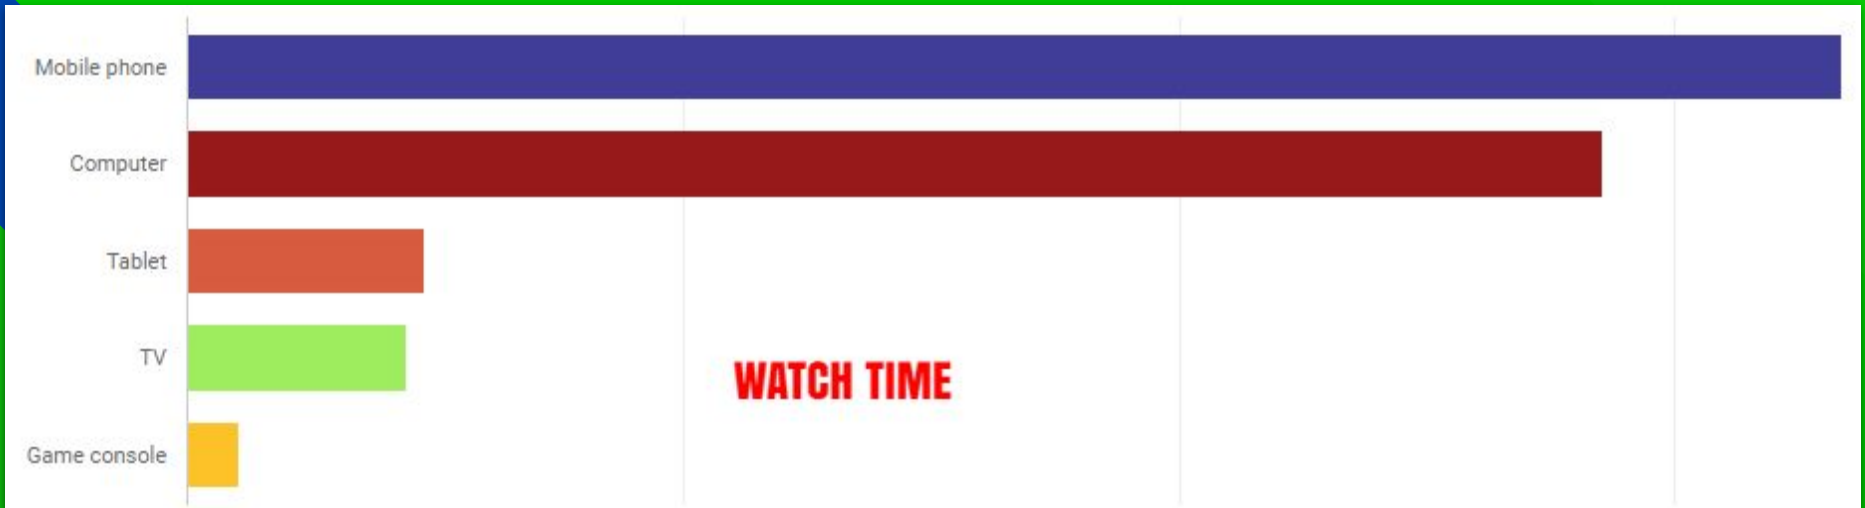 Mobile phone
Computer
Tablet
TV
WATCH TIME
Game console